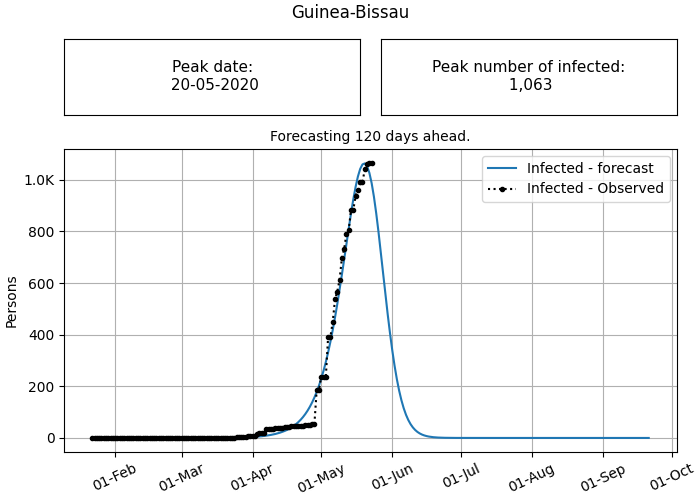 Guinea-Bissau
Peak date:
20-05-2020
Peak number of infected:
1,063
Forecasting 120 days ahead.
Infected - forecast
Infected - Observed
Persons
1.0K
800
600
400
200
0
01-Feb
01-Mar
01-Apr
01-May
01-Jun
01-Jul
01-Aug
01-Sep
01-Oct